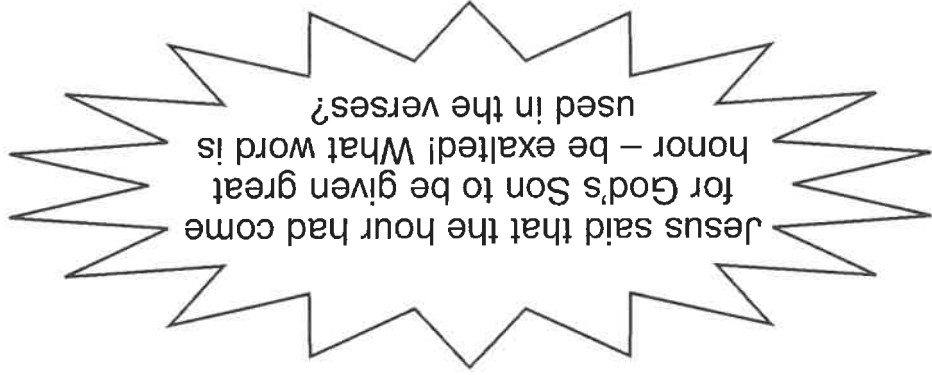 Jesus said that the hour had come
for God's Son to be given great
honor – be exalted! What word is
used in the verses?